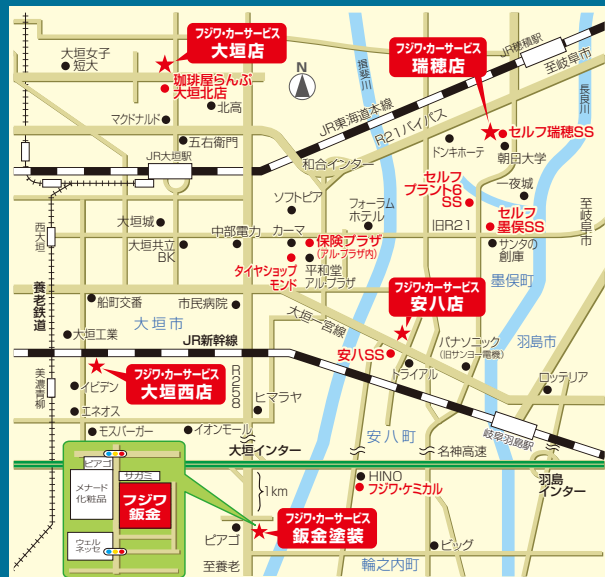 フジワ・カーサービス
大垣店
大垣女子
短大
珈琲屋らんぷ
大垣北店
北高
マクドナルド
五右衛門
JR大垣駅
N
揖斐川
JR東海道本線
R21バイパス
和合インター
フジワ・カーサービス
瑞穂店
JR穂積駅
至岐阜市
長良川
セルフ瑞穂SS
ドンキホーテ
朝日大学
セルフ
プラント6
SS
一夜城
ソフトピア
フォーラム
ホテル
旧R21
セルフ
墨俣SS
サンタの
創庫
至岐阜市
西大垣
大垣城
大垣共立
BK
中部電力
カーマ
保険プラザ
(アル・プラザ内)
タイヤショップ
モンド
平和堂
アル・プラザ
墨俣町
養老鉄道
船町交番
市民病院
大垣市
大垣工業
JR新幹線
大垣一宮線
フジワ・カーサービス
安八店
安八SS
パナソニック
(旧サンヨー電機)
羽島市
トライアル
ロッテリア
フジワ・カーサービス
大垣西店
R258
美濃青柳
イビデン
エネオス
ヒマラヤ
モスバーガー
イオンモール
安八町
岐阜羽島駅
大垣インター
名神高速
羽島
インター
ピアゴ
サガミ
メナード
化粧品
フジワ
鈑金
ウェル
ネッセ
1km
HINO
フジワ・ケミカル
ピアゴ
フジワ・カーサービス
鈑金塗装
至養老
ビッグ
輪之内町